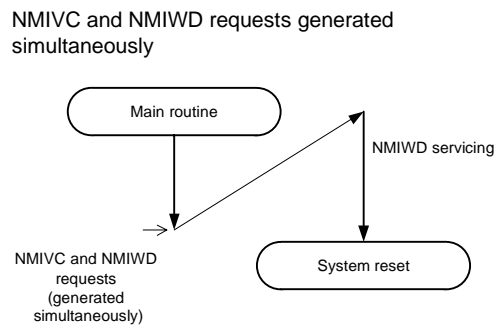 NMIVC and NMIWD requests generated
simultaneously
Main routine
NMIWD servicing
NMIVC and NMIWD
requests
(generated
simultaneously)
System reset